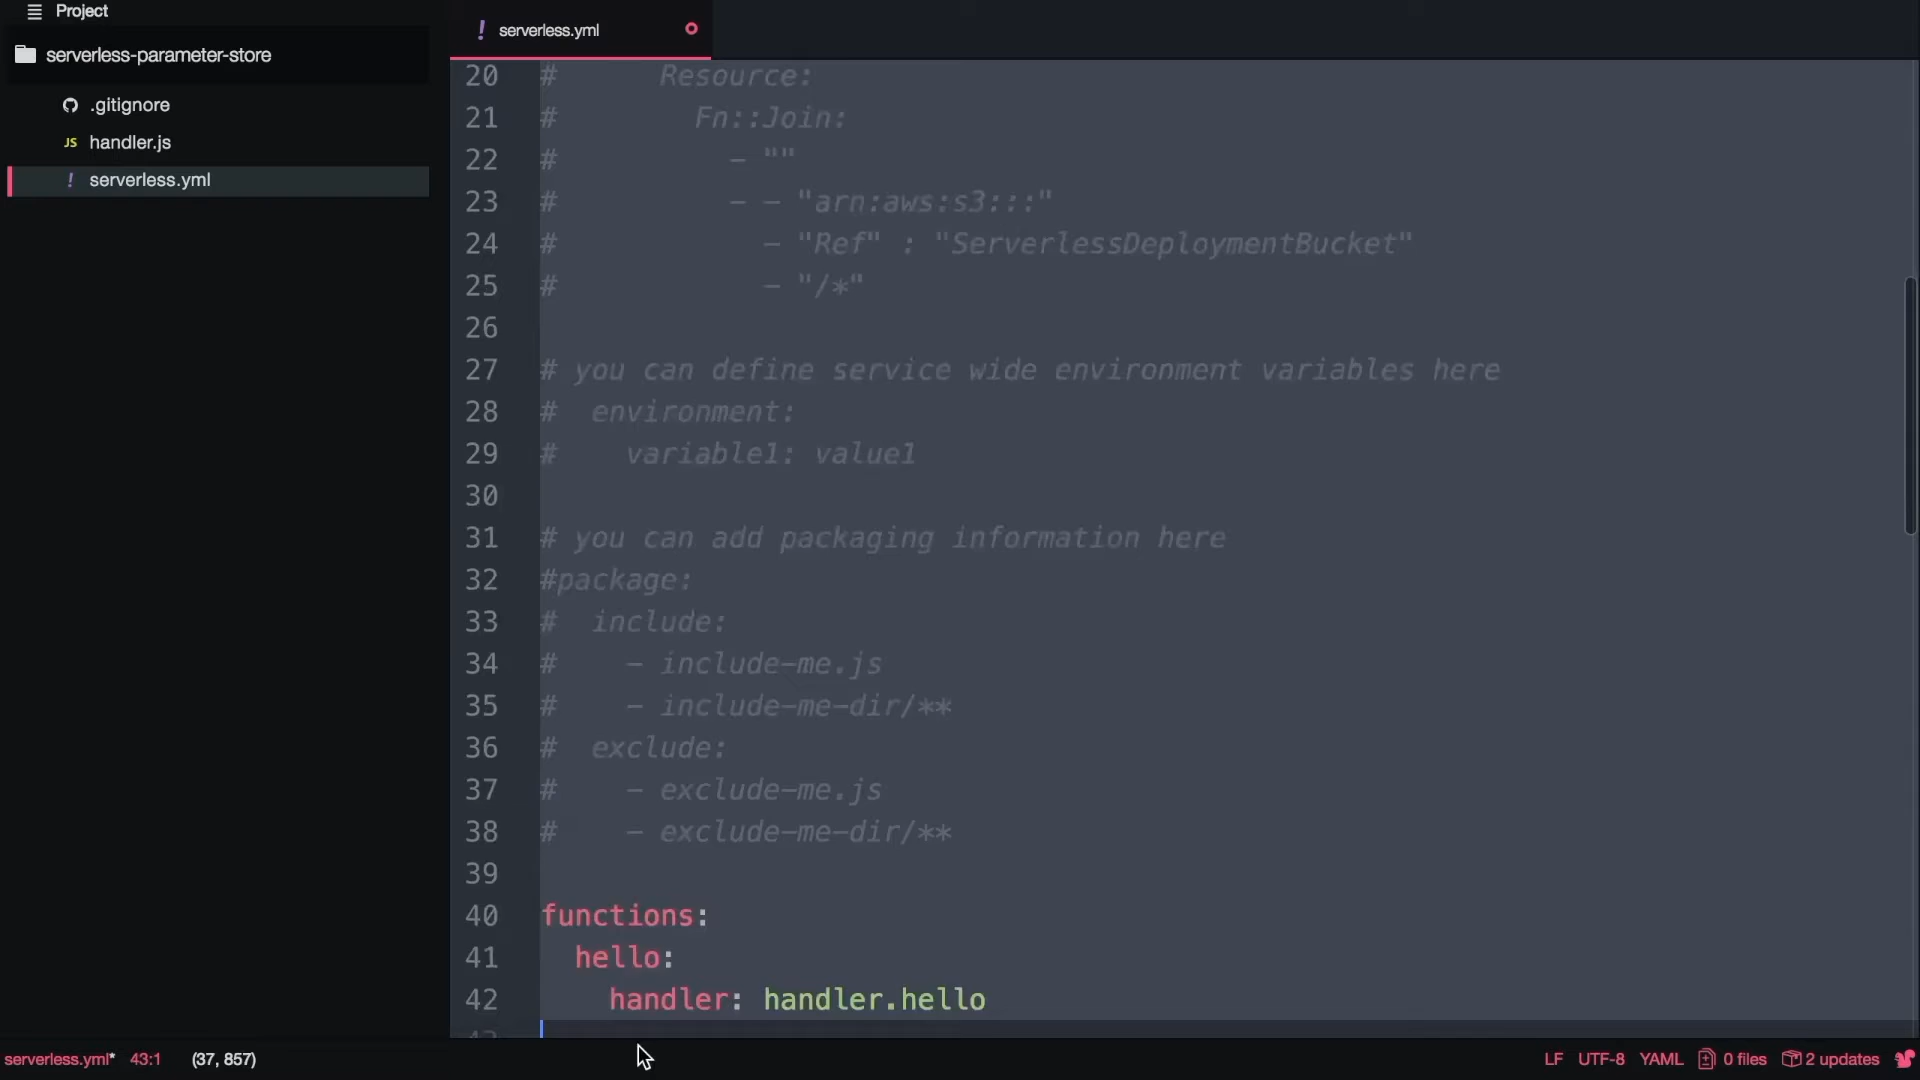 Project
serverless-parameter-store
.gitignore
JS handler.js
! serverless.yml
! serverless.yml
20 #      Resource:
21 #        Fn::Join:
22 #          - ""
23 #          - - "arn:aws:s3:::"
24 #            - "Ref" : "ServerlessDeploymentBucket"
25 #            - "/*"
26
27 # you can define service wide environment variables here
28 #  environment:
29 #    variable1: value1
30
31 # you can add packaging information here
32 #package:
33 #  include:
34 #    - include-me.js
35 #    - include-me-dir/**
36 #  exclude:
37 #    - exclude-me.js
38 #    - exclude-me-dir/**
39
40 functions:
41   hello:
42     handler: handler.hello
43
serverless.yml* 43:1 (37, 857)
LF UTF-8 YAML 0 files 2 updates